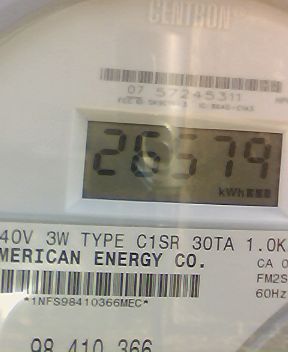 CENTRON
07 57245311
26579
kWh
40V 3W TYPE C1SR 30TA 1.0K
MERICAN ENERGY CO.
CA 0
FM2S
60Hz
*1NFS98410366MEC*
98 410 366